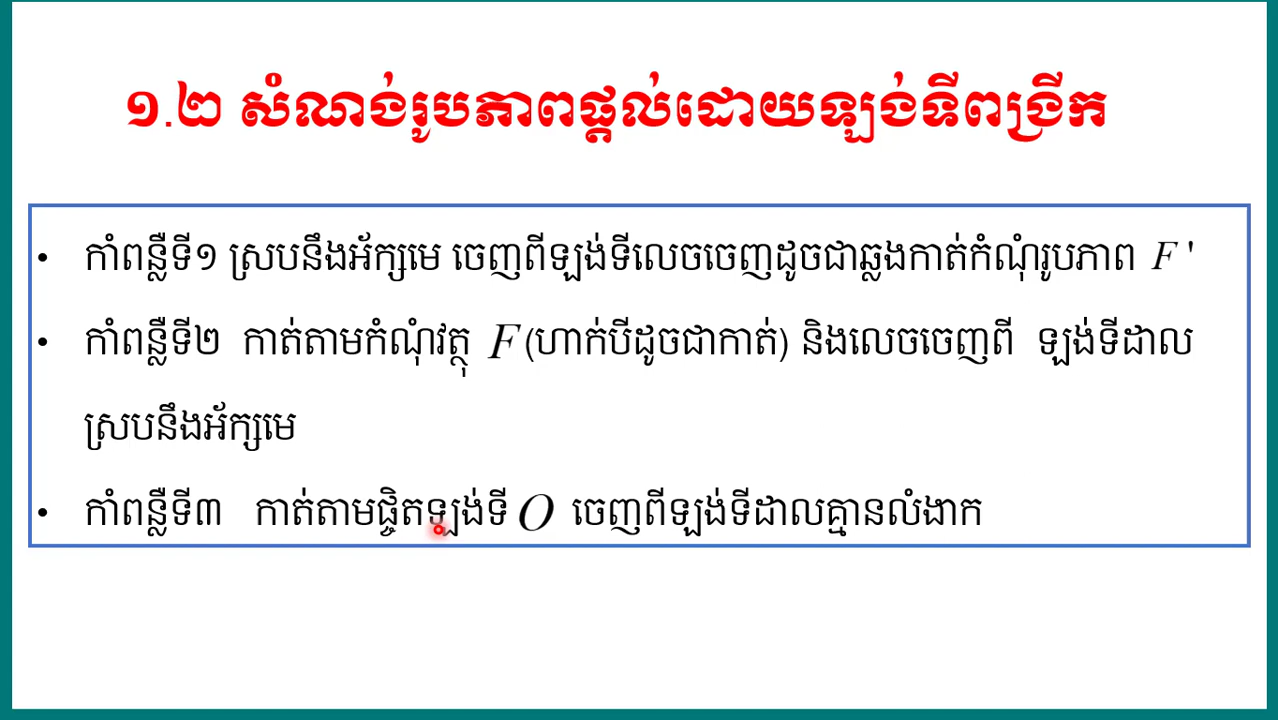 ១.២ សំណង់រូបភាពផ្តល់ដោយឡង់ទីពង្រីក
• កាំពន្លឺទី១ ស្របនឹងអ័ក្សមេ ចេញពីឡង់ទីលេចចេញដូចជាឆ្លងកាត់កំណុំរូបភាព F '
• កាំពន្លឺទី២ កាត់តាមកំណុំវត្ថុ F (ហាក់បីដូចជាកាត់) និងលេចចេញពី ឡង់ទីដាល
ស្របនឹងអ័ក្សមេ
• កាំពន្លឺទី៣ កាត់តាមផ្ចិតឡង់ទី O ចេញពីឡង់ទីដាលគ្មានលំងាក